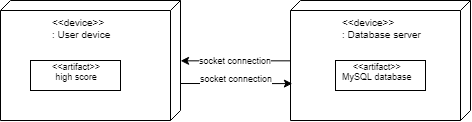 <<device>>
: User device
<<artifact>>
high score
socket connection
socket connection
<<device>>
: Database server
<<artifact>>
MySQL database